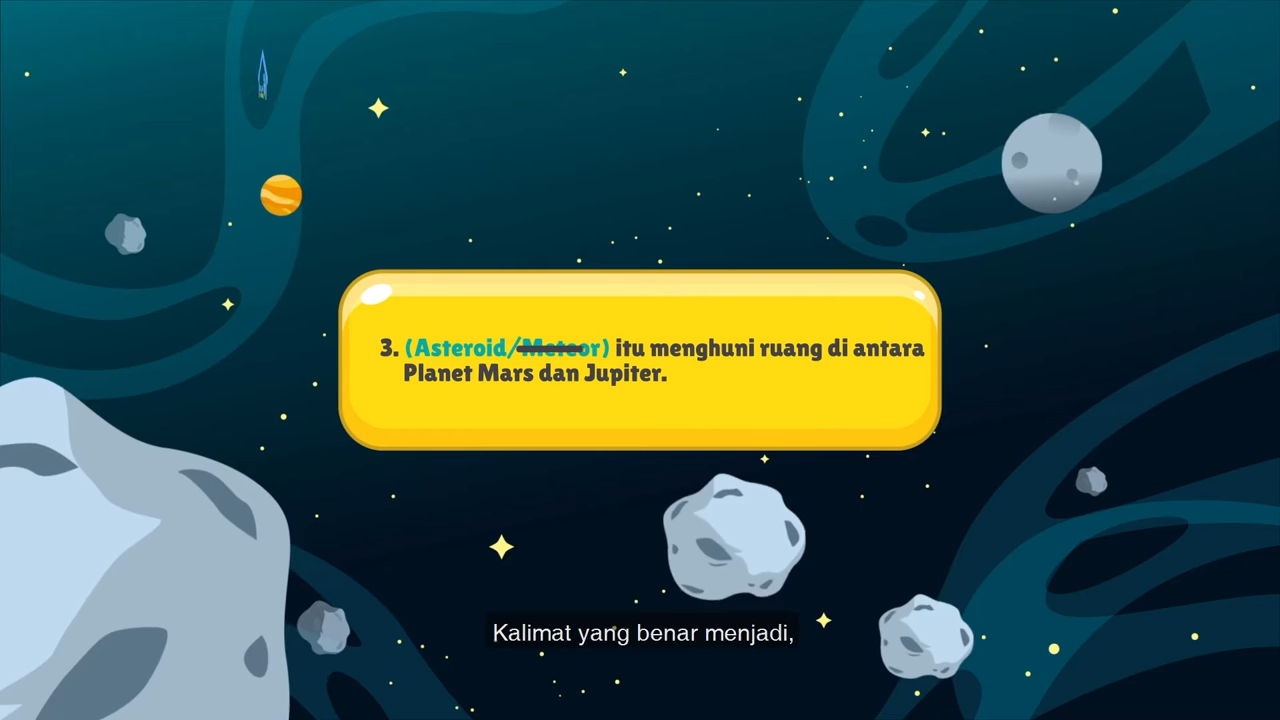 3. (Asteroid/Meteor) itu menghuni ruang di antara
Planet Mars dan Jupiter.
Kalimat yang benar menjadi,